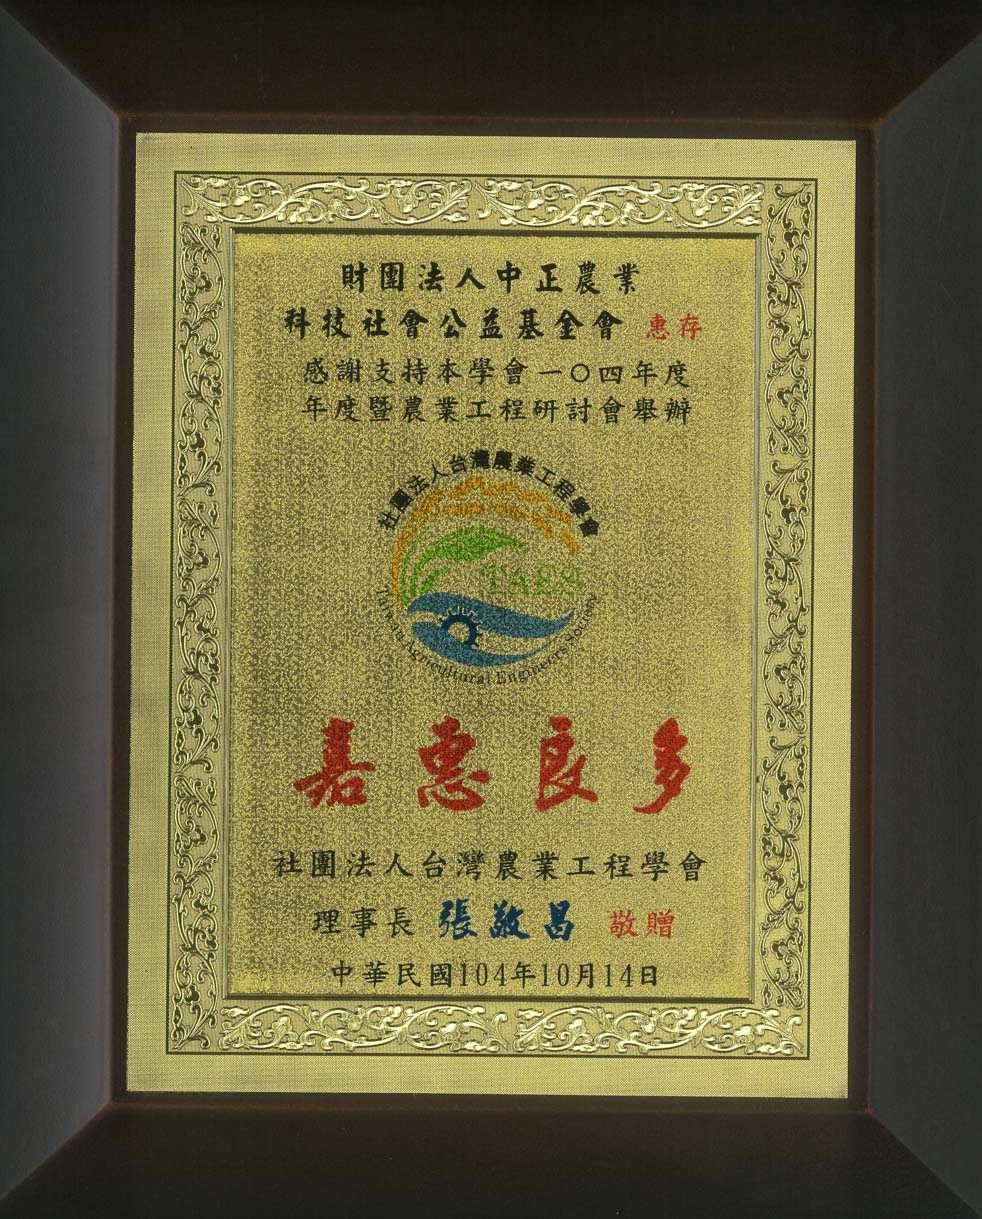 財團法人中正農業
科技社會公益基金會 惠存
感謝支持本學會一〇四年度
年度暨農業工程研討會舉辦
社團法人台灣農業工程學會
TAES
Taiwan Agricultural Engineers Society
嘉惠良多
社團法人台灣農業工程學會
理事長 張敬昌 敬贈
中華民國104年10月14日